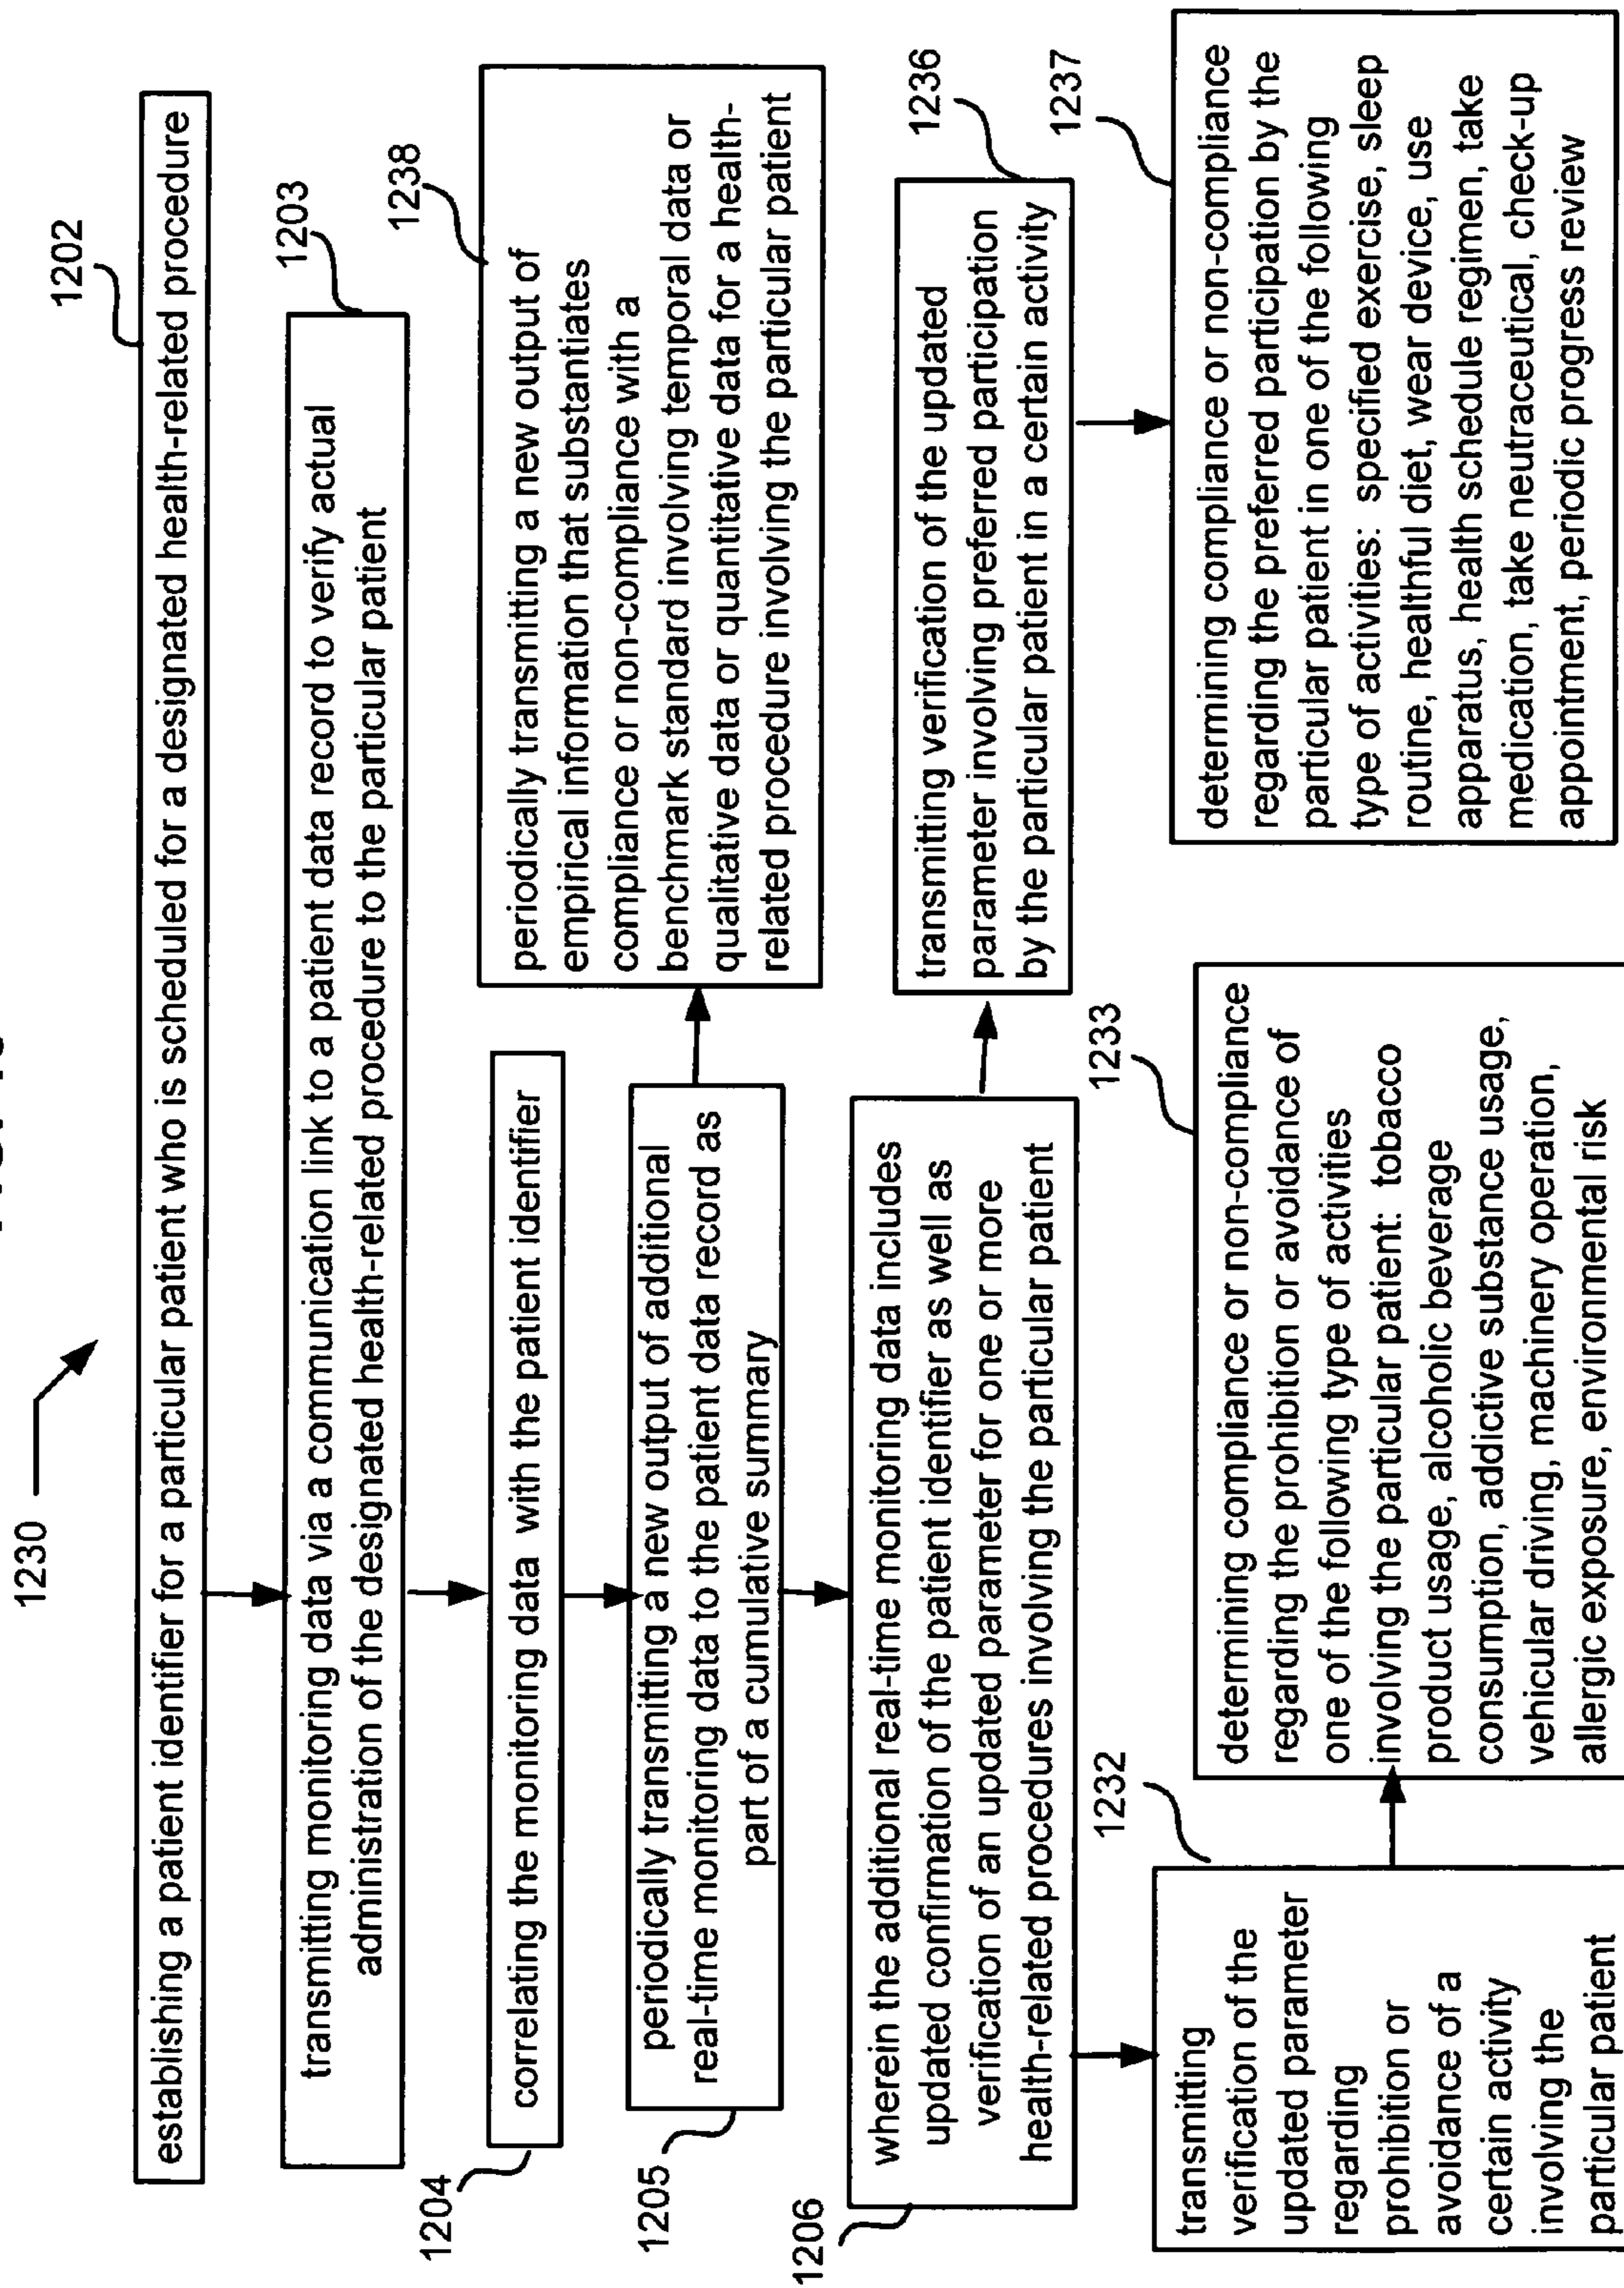 1230
1202
establishing a patient identifier for a particular patient who is scheduled for a designated health-related procedure
1203
transmitting monitoring data via a communication link to a patient data record to verify actual
administration of the designated health-related procedure to the particular patient
1204
correlating the monitoring data with the patient identifier
1205
periodically transmitting a new output of additional
real-time monitoring data to the patient data record as
part of a cumulative summary
1238
periodically transmitting a new output of
empirical information that substantiates
compliance or non-compliance with a
benchmark standard involving temporal data or
qualitative data or quantitative data for a health-
related procedure involving the particular patient
1206
wherein the additional real-time monitoring data includes
updated confirmation of the patient identifier as well as
verification of an updated parameter for one or more
health-related procedures involving the particular patient
1236
transmitting verification of the updated
parameter involving preferred participation
by the particular patient in a certain activity
1232
transmitting
verification of the
updated parameter
regarding
prohibition or
avoidance of a
certain activity
involving the
particular patient
1233
determining compliance or non-compliance
regarding the prohibition or avoidance of
one of the following type of activities
involving the particular patient: tobacco
product usage, alcoholic beverage
consumption, addictive substance usage,
vehicular driving, machinery operation,
allergic exposure, environmental risk
1237
determining compliance or non-compliance
regarding the preferred participation by the
particular patient in one of the following
type of activities: specified exercise, sleep
routine, healthful diet, wear device, use
apparatus, health schedule regimen, take
medication, take neutraceutical, check-up
appointment, periodic progress review